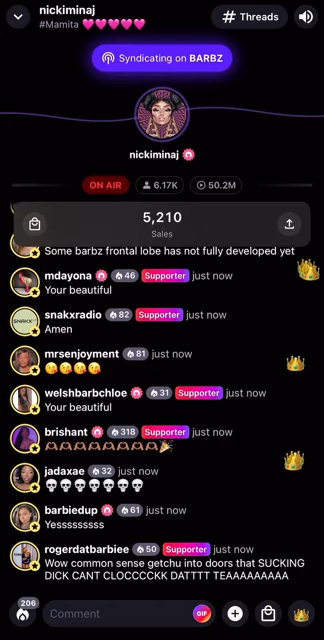 nickiminaj
#Mamita 💗💗💗💗💗
# Threads
Syndicating on BARBZ
nickiminaj
ON AIR
6.17K
50.2M
5,210
Sales
Some barbz frontal lobe has not fully developed yet
mdayona 46 Supporter just now
Your beautiful
snakxradio 82 Supporter just now
Amen
mrsenjoyment 81 just now
😋😋😋😋
welshbarbchloe 31 Supporter just now
Your beautiful
brishant 318 Supporter just now
🫶🏽🫶🏽🫶🏽🫶🏽🫶🏽🫶🏽🫶🏽🎉
jadaxae 32 just now
💀💀💀💀💀💀💀
barbiedup 61 just now
Yesssssssss
rogerdatbarbiee 50 Supporter just now
Wow common sense getchu into doors that SUCKING
DICK CANT CLOCCCCKK DATTTT TEAAAAAAAAA
206
Comment
GIF